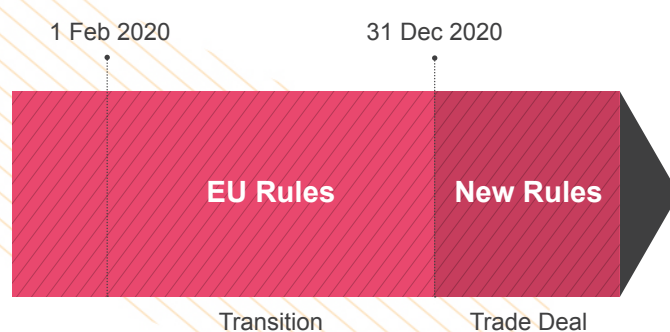 1 Feb 2020
31 Dec 2020
EU Rules
New Rules
Transition
Trade Deal